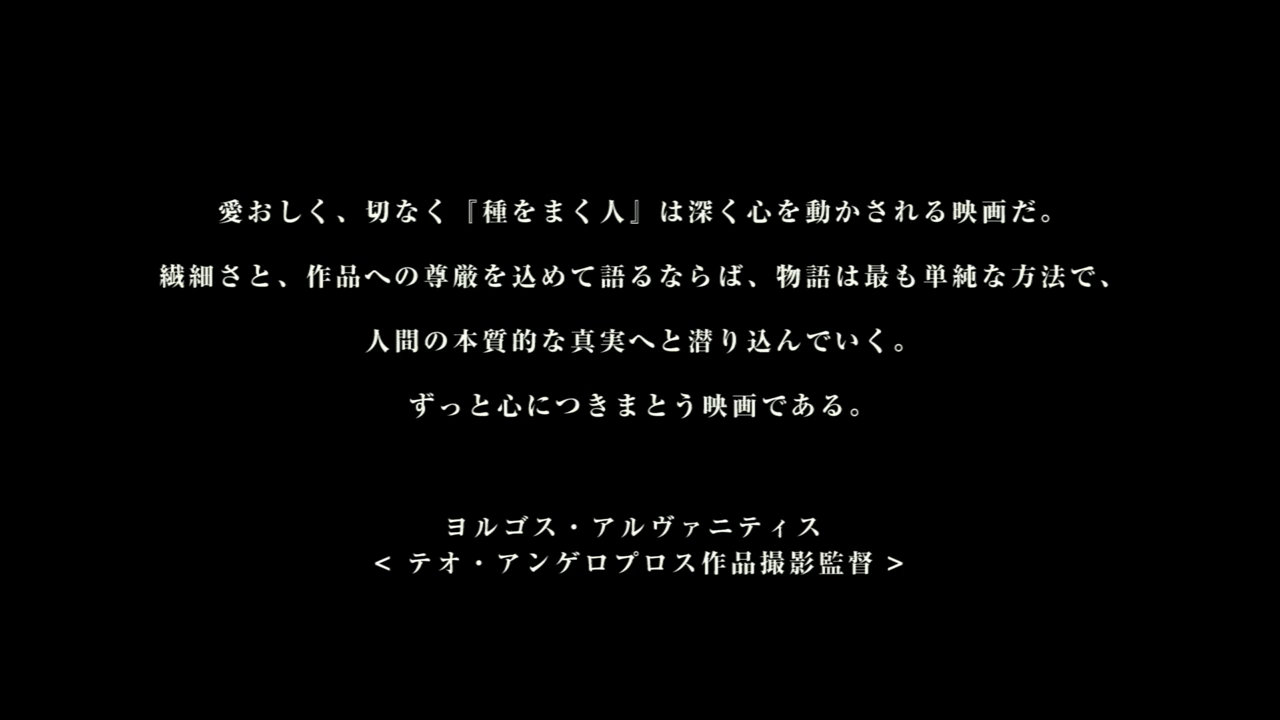 愛おしく、切なく『種をまく人』は深く心を動かされる映画だ。
繊細さと、作品への尊厳を込めて語るならば、物語は最も単純な方法で、
人間の本質的な真実へと潜り込んでいく。
ずっと心につきまとう映画である。
ヨルゴス・アルヴァニティス
< テオ・アンゲロプロス作品撮影監督 >